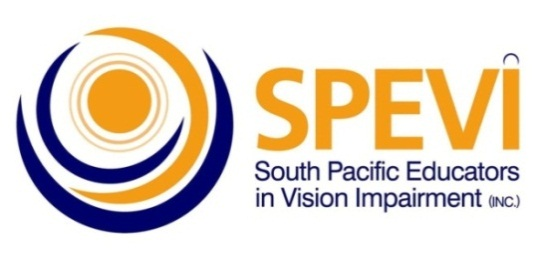 SPEVI
South Pacific Educators
in Vision Impairment (INC.)